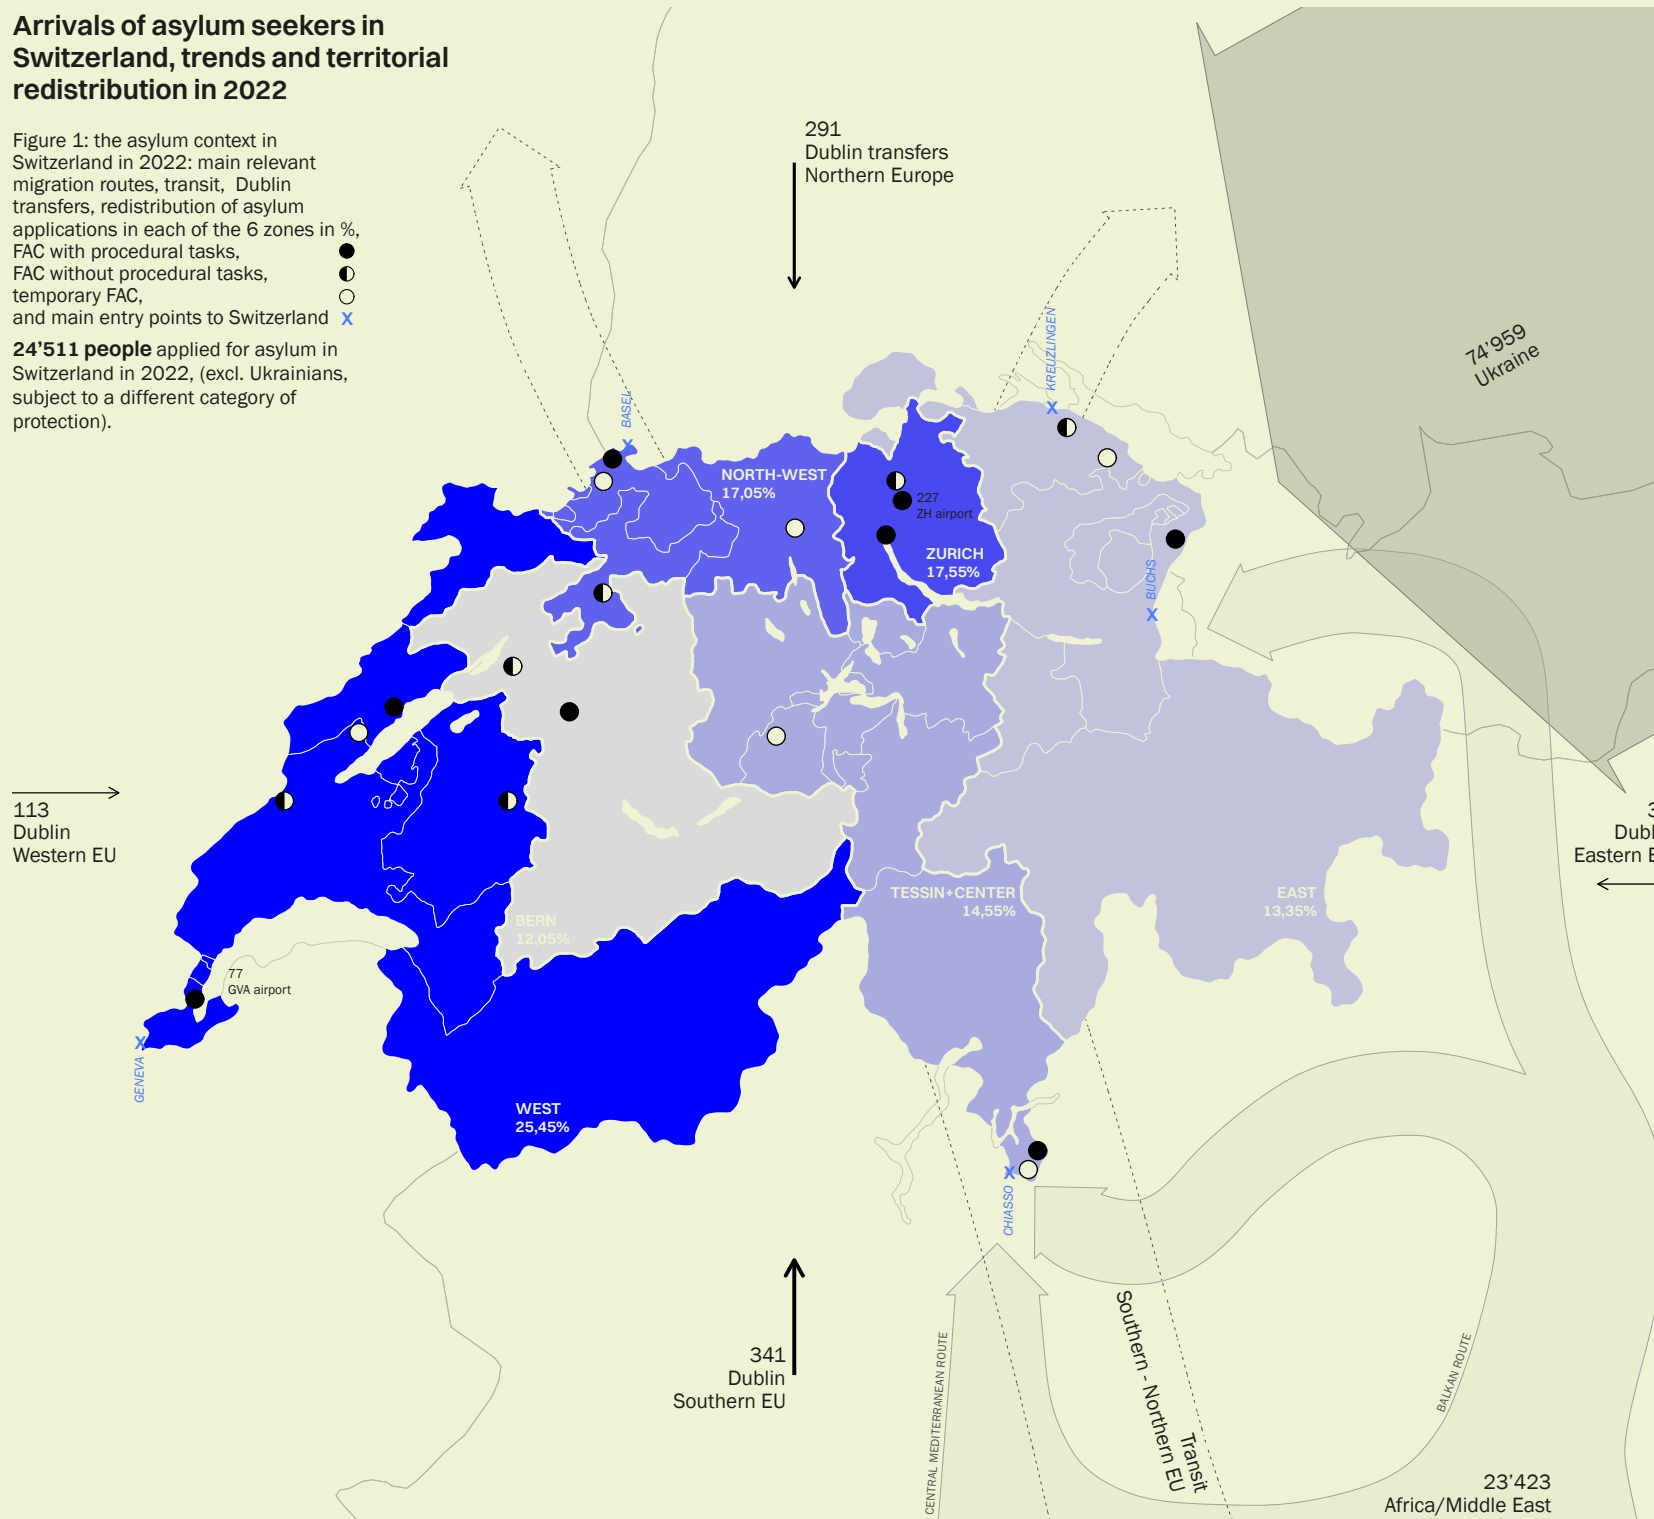 Arrivals of asylum seekers in
Switzerland, trends and territorial
redistribution in 2022
Figure 1: the asylum context in
Switzerland in 2022: main relevant
migration routes, transit, Dublin
transfers, redistribution of asylum
applications in each of the 6 zones in %,
FAC with procedural tasks,
FAC without procedural tasks,
temporary FAC,
and main entry points to Switzerland X
24’511 people applied for asylum in
Switzerland in 2022, (excl. Ukrainians,
subject to a different category of
protection).
291
Dublin transfers
Northern Europe
74’959
Ukraine
KREUZLINGEN
X
BASEL
X
NORTH-WEST
17,05%
227
ZH airport
ZURICH
17,55%
BUCHS
X
113
Dublin
Western EU
Eastern
TESSIN+CENTER
14,55%
EAST
13,35%
BERN
12,05%
77
GVA airport
X
GENEVA
WEST
25,45%
X
CHIASSO
341
Dublin
Southern EU
CENTRAL MEDITERRANEAN ROUTE
Southern - Northern EU
Transit
BALKAN ROUTE
23’423
Africa/Middle East